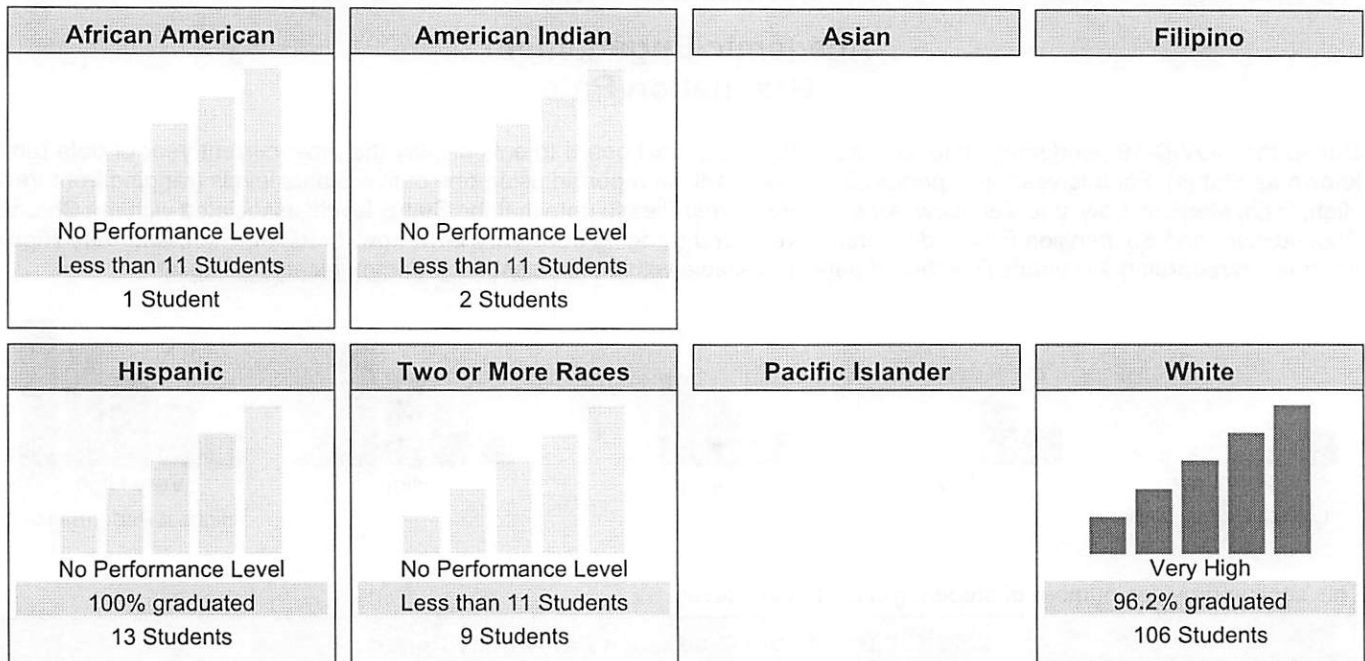 African American
American Indian
Asian
Filipino
No Performance Level
Less than 11 Students
1 Student
No Performance Level
Less than 11 Students
2 Students
Hispanic
Two or More Races
Pacific Islander
White
No Performance Level
100% graduated
13 Students
No Performance Level
Less than 11 Students
9 Students
Very High
96.2% graduated
106 Students